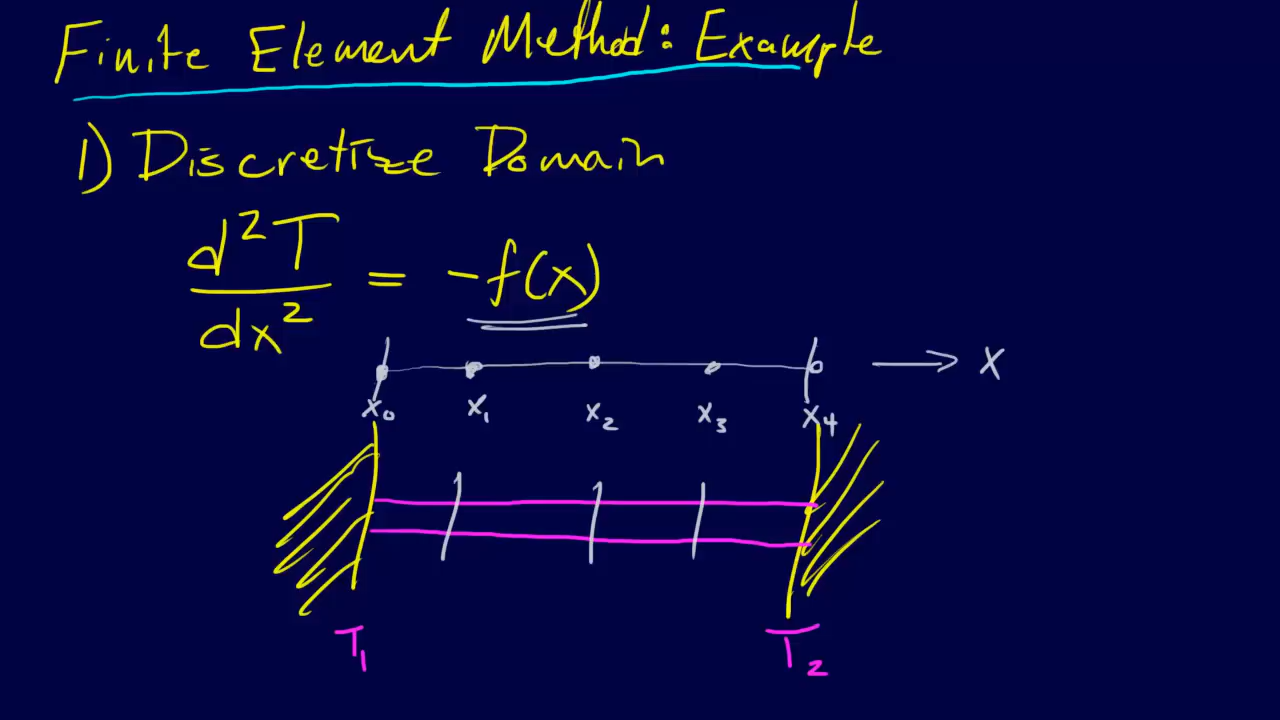 Finite Element Method: Example
1) Discretize Domain
d²T/dx² = -f(x)
x₀ x₁ x₂ x₃ x₄ → X
T₁ T₂